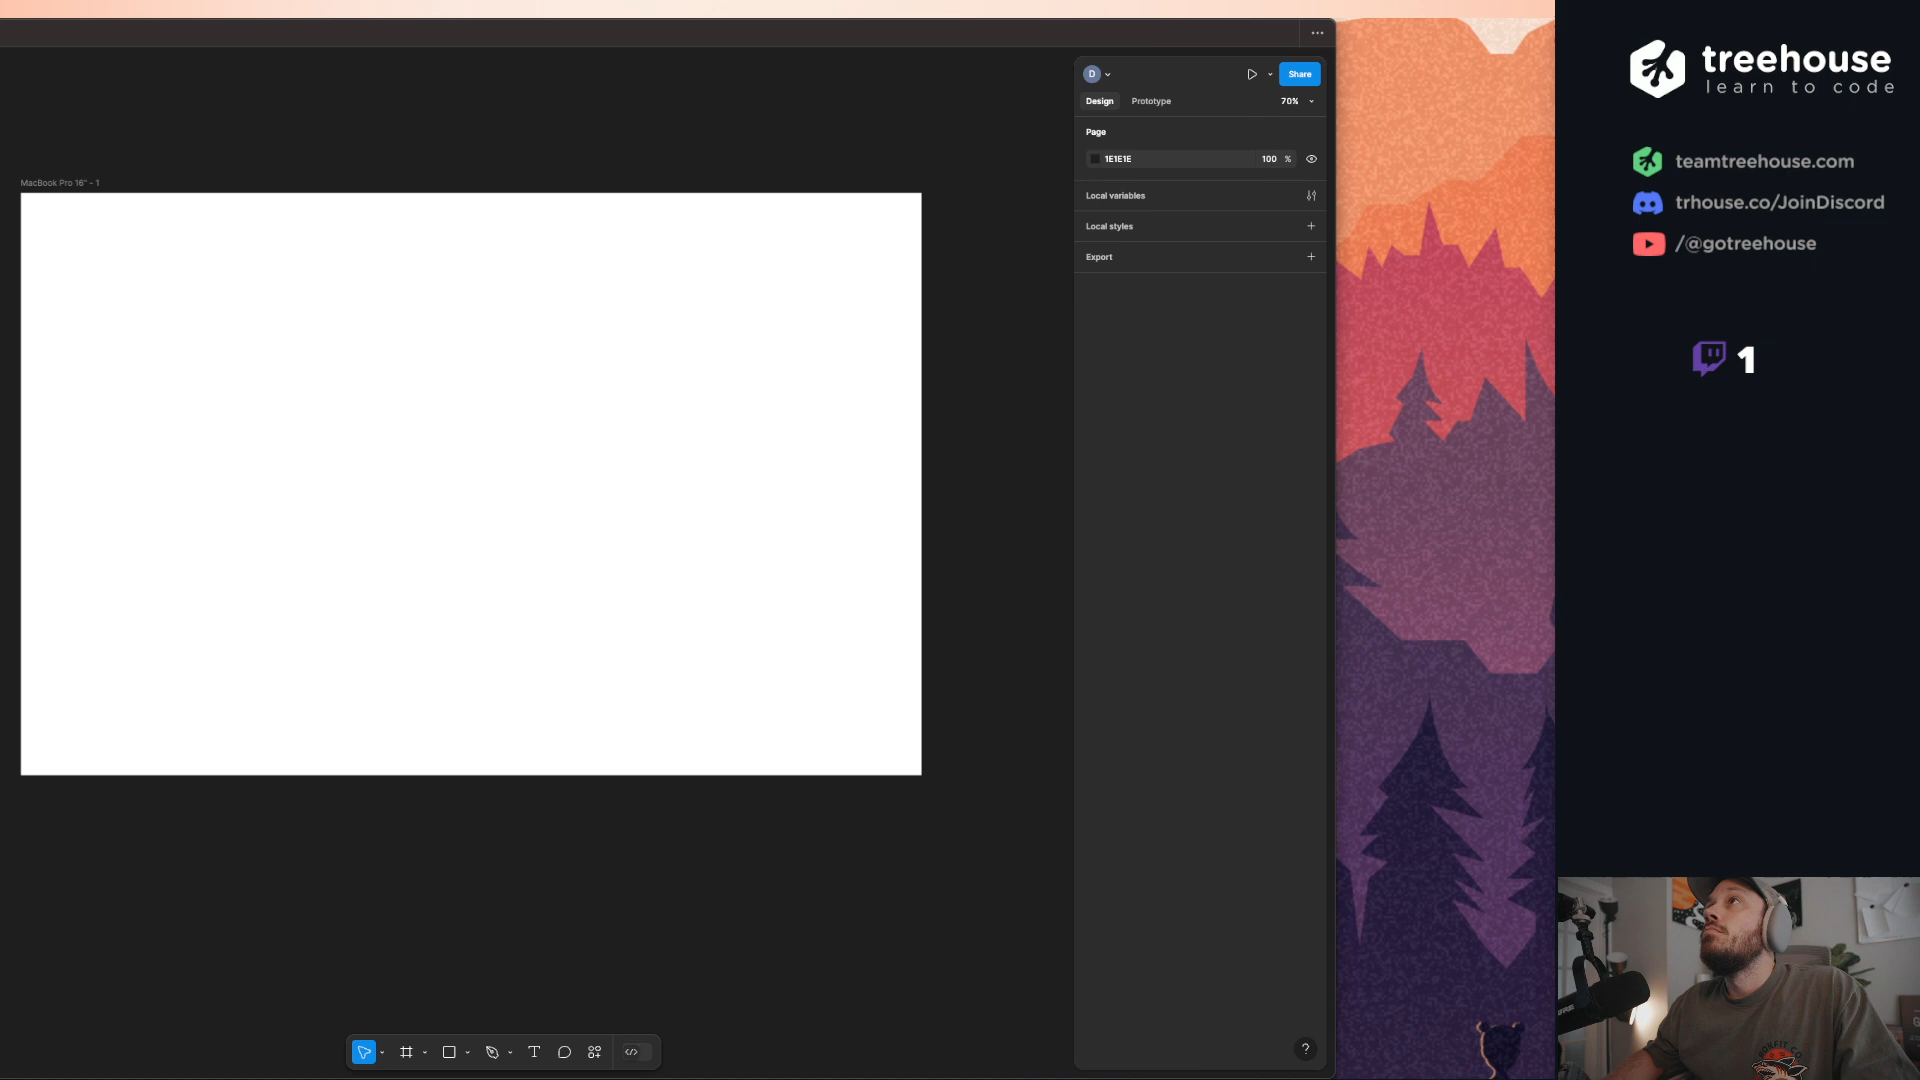 D
Share
Design Prototype 70%
Page
1E1E1E 100 %
Local variables
Local styles
Export
MacBook Pro 16" - 1
?
treehouse
learn to code
teamtreehouse.com
trhouse.co/JoinDiscord
/@gotreehouse
1